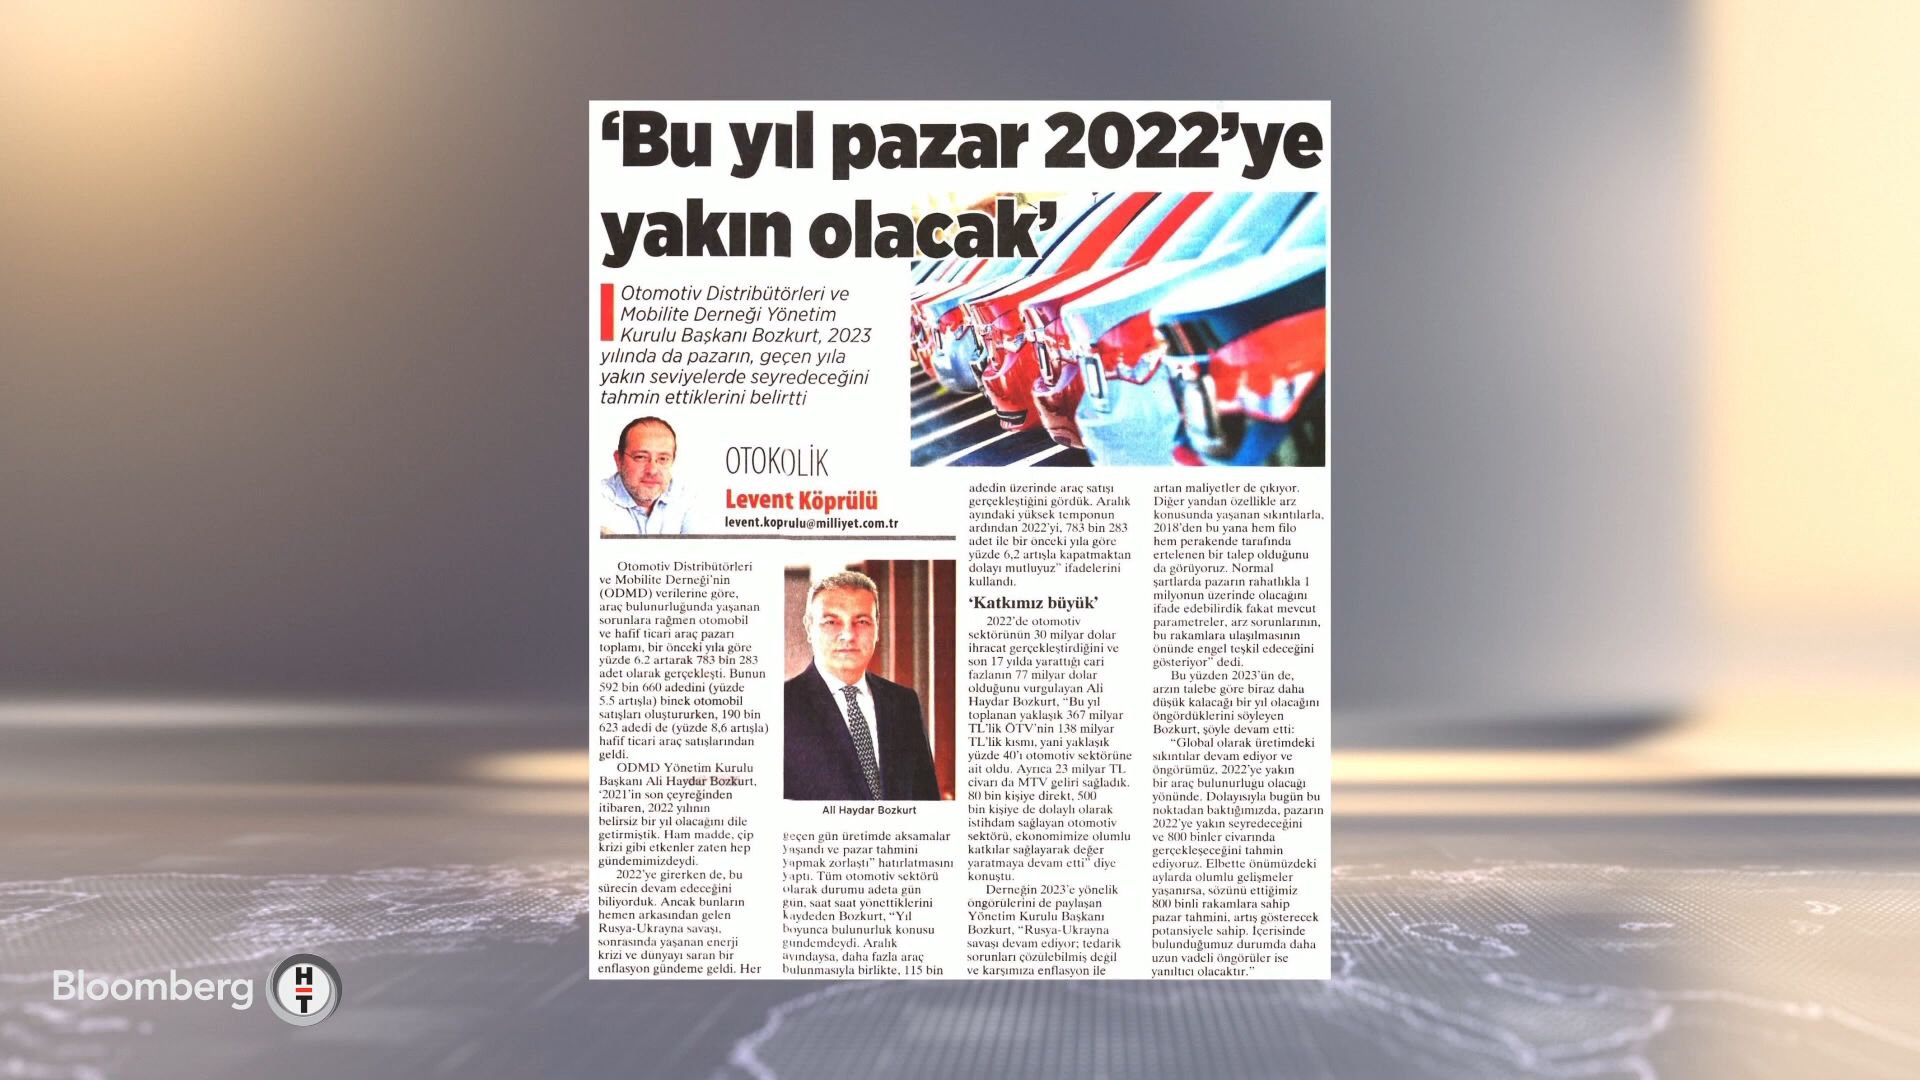 ‘Bu yıl pazar 2022’ye
yakın olacak’
Otomotiv Distribütörleri ve
Mobilite Derneği Yönetim
Kurulu Başkanı Bozkurt, 2023
yılında da pazarın, geçen yıla
yakın seviyelerde seyredeceğini
tahmin ettiklerini belirtti
OTOKOLİK
Levent Köprülü
levent.koprulu@milliyet.com.tr
Otomotiv Distribütörleri
ve Mobilite Derneği’nin
(ODMD) verilerine göre,
araç bulunurluğunda yaşanan
sorunlara rağmen otomobil
ve hafif ticari araç pazarı
toplamı, bir önceki yıla göre
yüzde 6.2 artarak 783 bin 283
adet olarak gerçekleşti. Bunun
592 bin 660 adedini (yüzde
5.5 artışla) binek otomobil
satışları oluştururken, 190 bin
623 adedi de (yüzde 8,6 artışla)
hafif ticari araç satışlarından
geldi.
ODMD Yönetim Kurulu
Başkanı Ali Haydar Bozkurt,
‘2021’in son çeyreğinden
itibaren, 2022 yılının
belirsiz bir yıl olacağını dile
getirmiştik. Ham madde, çip
krizi gibi etkenler zaten hep
gündemimizdeydi.
2022’ye girerken de, bu
sürecin devam edeceğini
biliyorduk. Ancak bunların
hemen arkasından gelen
Rusya-Ukrayna savaşı,
sonrasında yaşanan enerji
krizi ve dünyayı saran bir
enflasyon gündeme geldi. Her
Ali Haydar Bozkurt
geçen gün üretimde aksamalar
yaşandı ve pazar tahmini
yapmak zorlaştı” hatırlatmasını
yaptı. Tüm otomotiv sektörü
olarak durumu adeta gün
gün, saat saat yönettiklerini
kaydeden Bozkurt, “Yıl
boyunca bulunurluk konusu
gündemdeydi. Aralık
ayındaysa, daha fazla araç
bulunmasıyla birlikte, 115 bin
adedin üzerinde araç satışı
gerçekleştiğini gördük. Aralık
ayındaki yüksek temponun
ardından 2022’yi, 783 bin 283
adet ile bir önceki yıla göre
yüzde 6,2 artışla kapatmaktan
dolayı mutluyuz” ifadelerini
kullandı.
‘Katkımız büyük’
2022’de otomotiv
sektörünün 30 milyar dolar
ihracat gerçekleştirdiğini ve
son 17 yılda yarattığı cari
fazlanın 77 milyar dolar
olduğunu vurgulayan Ali
Haydar Bozkurt, “Bu yıl
toplanan yaklaşık 367 milyar
TL’lik ÖTV’nin 138 milyar
TL’lik kısmı, yani yaklaşık
yüzde 40’ı otomotiv sektörüne
ait oldu. Ayrıca 23 milyar TL
civarı da MTV geliri sağladık.
80 bin kişiye direkt, 500
bin kişiye de dolaylı olarak
istihdam sağlayan otomotiv
sektörü, ekonomimize olumlu
katkılar sağlayarak değer
yaratmaya devam etti” diye
konuştu.
Derneğin 2023’e yönelik
öngörülerini de paylaşan
Yönetim Kurulu Başkanı
Bozkurt, “Rusya-Ukrayna
savaşı devam ediyor; tedarik
sorunları çözülebilmiş değil
ve karşımıza enflasyon ile
artan maliyetler de çıkıyor.
Diğer yandan özellikle arz
konusunda yaşanan sıkıntılarla,
2018’den bu yana hem filo
hem perakende tarafında
ertelenen bir talep olduğunu
da görüyoruz. Normal
şartlarda pazarın rahatlıkla 1
milyonun üzerinde olacağını
ifade edebilirdik fakat mevcut
parametreler, arz sorunlarının,
bu rakamlara ulaşılmasının
önünde engel teşkil edeceğini
gösteriyor” dedi.
Bu yüzden 2023’ün de,
arzın talebe göre biraz daha
düşük kalacağı bir yıl olacağını
öngördüklerini söyleyen
Bozkurt, şöyle devam etti:
“Global olarak üretimdeki
sıkıntılar devam ediyor ve
öngörümüz, 2022’ye yakın
bir araç bulunurluğu olacağı
yönünde. Dolayısıyla bugün bu
noktadan baktığımızda, pazarın
2022’ye yakın seyredeceğini
ve 800 binler civarında
gerçekleşeceğini tahmin
ediyoruz. Elbette önümüzdeki
aylarda olumlu gelişmeler
yaşanırsa, sözünü ettiğimiz
800 binli rakamlara sahip
pazar tahmini, artış gösterecek
potansiyele sahip. İçerisinde
bulunduğumuz durumda daha
uzun vadeli öngörüler ise
yanıltıcı olacaktır.”
Bloomberg
H
T